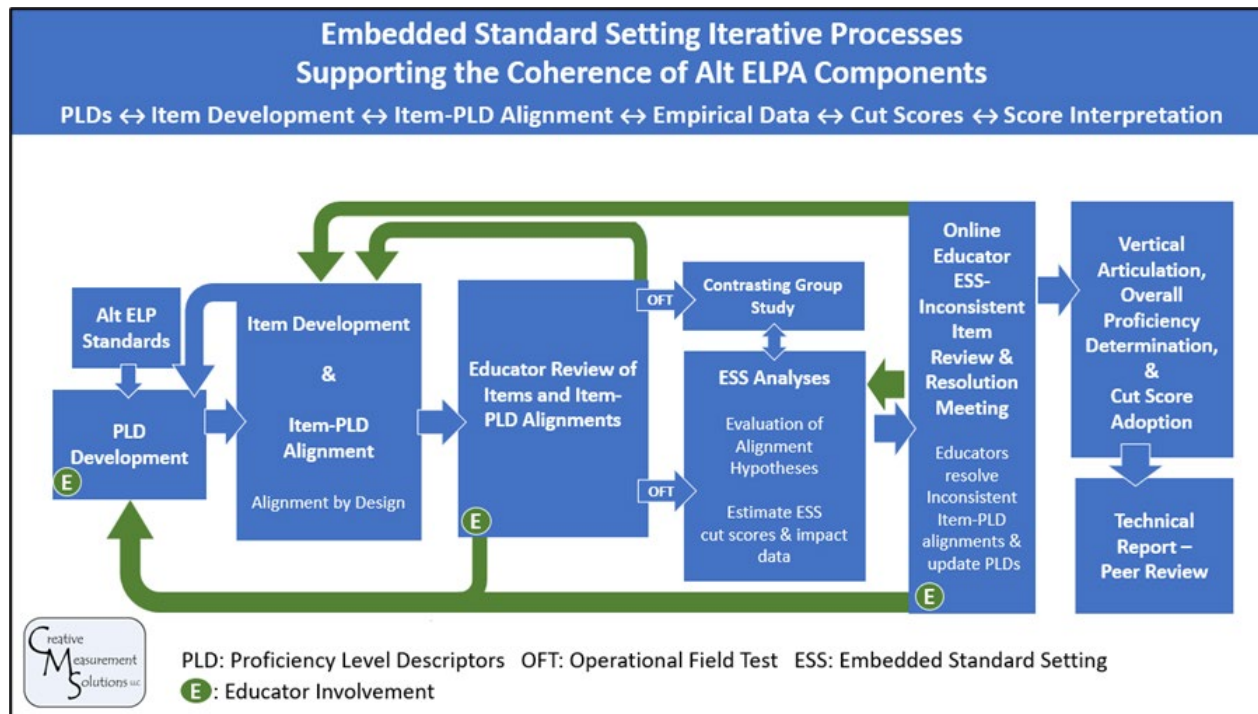 Embedded Standard Setting Iterative Processes
Supporting the Coherence of Alt ELPA Components
PLDs ↔ Item Development ↔ Item-PLD Alignment ↔ Empirical Data ↔ Cut Scores ↔ Score Interpretation
Alt ELP
Standards
PLD
Development
E
Item Development
&
Item-PLD
Alignment
Alignment by Design
Educator Review of
Items and Item-
PLD Alignments
E
OFT
OFT
Contrasting Group
Study
ESS Analyses
Evaluation of
Alignment
Hypotheses
Estimate ESS
cut scores & impact
data
Online
Educator
ESS-
Inconsistent
Item
Review &
Resolution
Meeting
Educators
resolve
Inconsistent
Item-PLD
alignments &
update PLDs
E
Vertical
Articulation,
Overall
Proficiency
Determination,
&
Cut Score
Adoption
Technical
Report –
Peer Review
Creative
Measurement
Solutions LLC
PLD: Proficiency Level Descriptors OFT: Operational Field Test ESS: Embedded Standard Setting
E : Educator Involvement